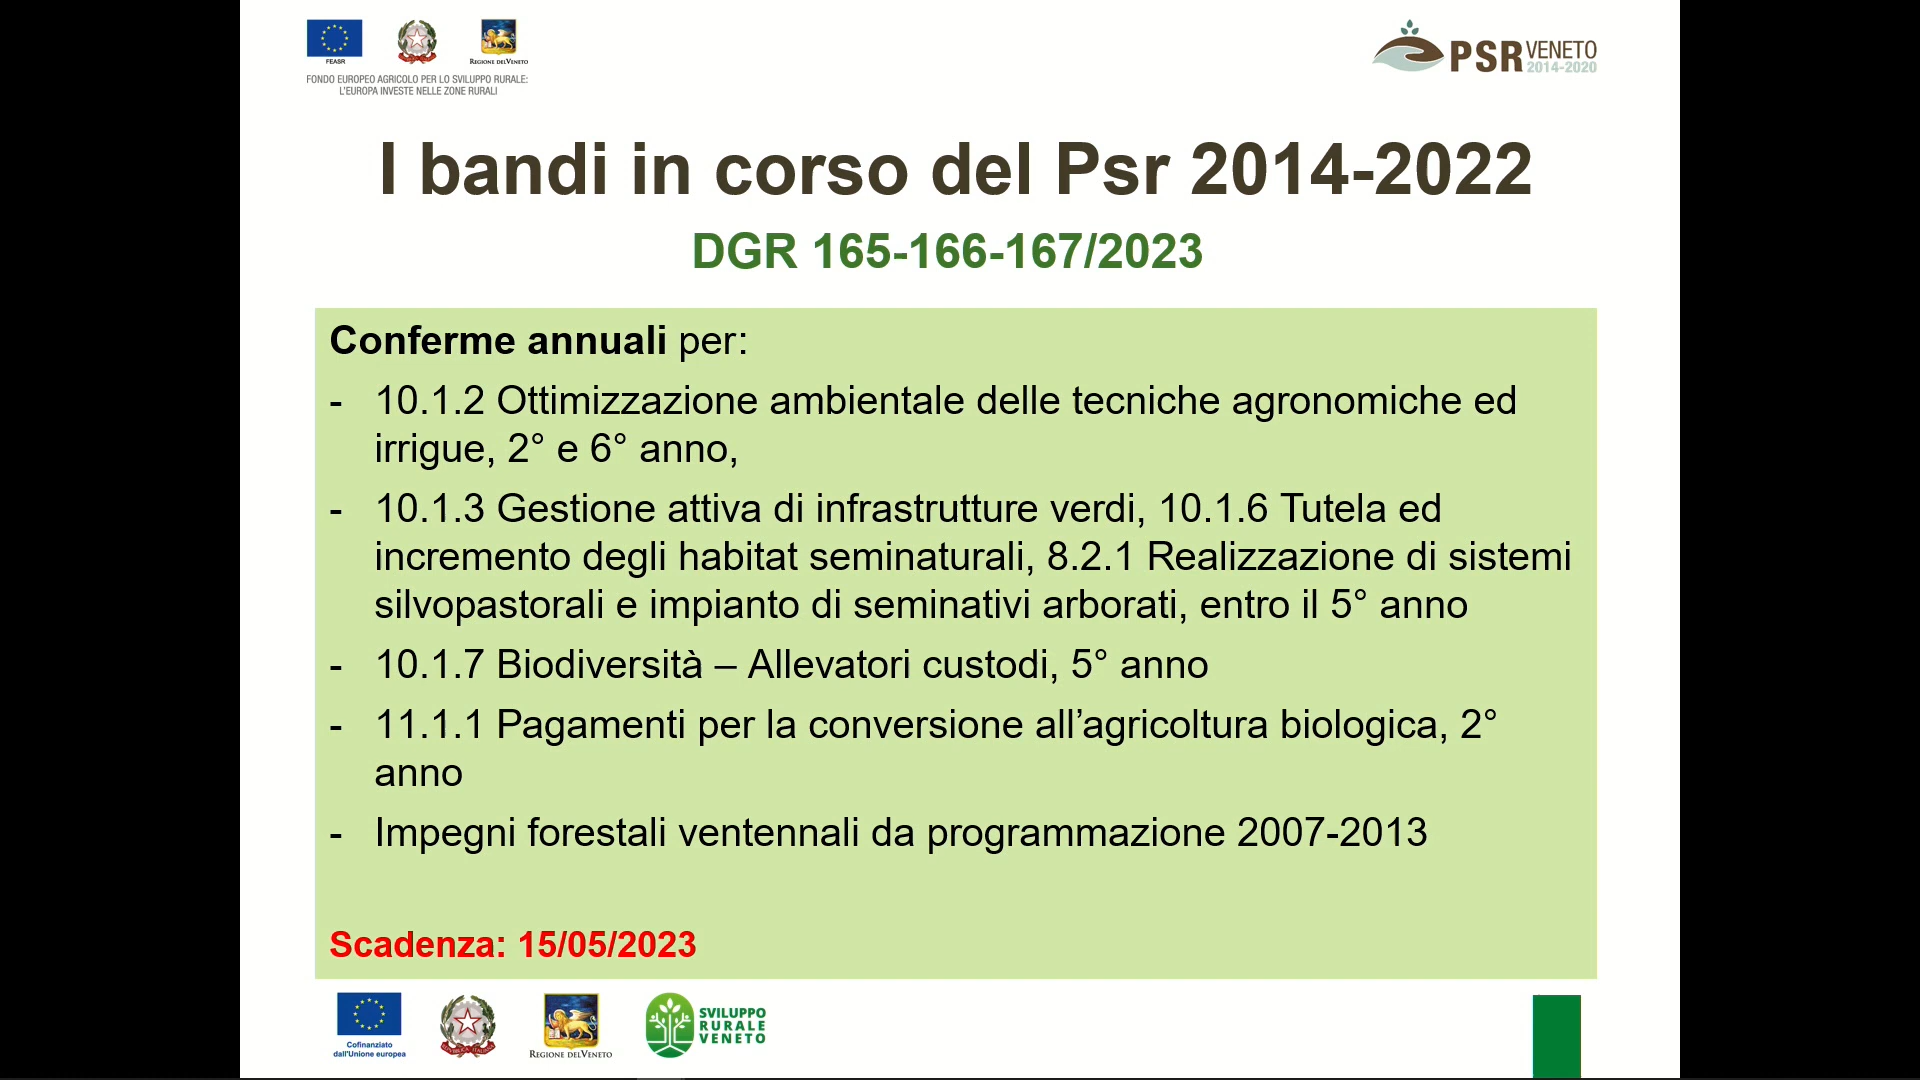 FEASR
REGIONE DEL VENETO
FONDO EUROPEO AGRICOLO PER LO SVILUPPO RURALE:
L'EUROPA INVESTE NELLE ZONE RURALI
PSR VENETO
2014-2020
I bandi in corso del Psr 2014-2022
DGR 165-166-167/2023
Conferme annuali per:
- 10.1.2 Ottimizzazione ambientale delle tecniche agronomiche ed
irrigue, 2° e 6° anno,
- 10.1.3 Gestione attiva di infrastrutture verdi, 10.1.6 Tutela ed
incremento degli habitat seminaturali, 8.2.1 Realizzazione di sistemi
silvopastorali e impianto di seminativi arborati, entro il 5° anno
- 10.1.7 Biodiversità – Allevatori custodi, 5° anno
- 11.1.1 Pagamenti per la conversione all’agricoltura biologica, 2°
anno
- Impegni forestali ventennali da programmazione 2007-2013
Scadenza: 15/05/2023
Cofinanziato
dall'Unione europea
REGIONE DEL VENETO
SVILUPPO
RURALE
VENETO